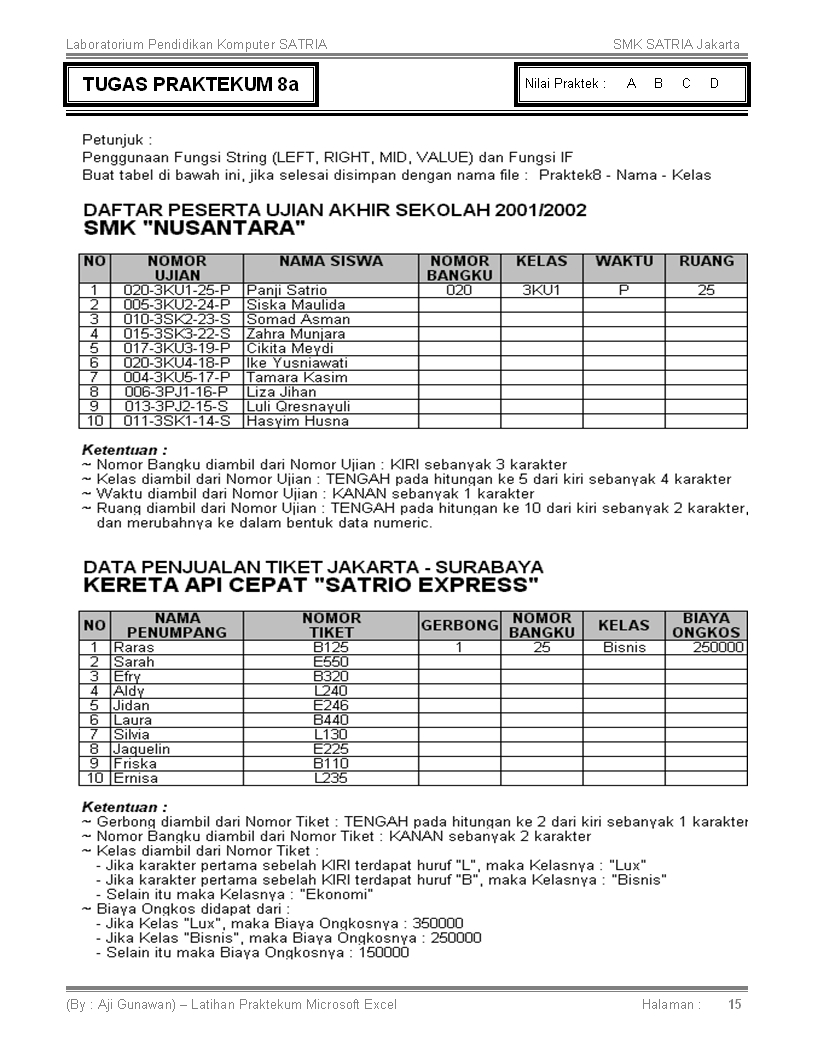 Laboratorium Pendidikan Komputer SATRIA SMK SATRIA Jakarta
TUGAS PRAKTEKUM 8a
Nilai Praktek : A B C D
Petunjuk :
Penggunaan Fungsi String (LEFT, RIGHT, MID, VALUE) dan Fungsi IF
Buat tabel di bawah ini, jika selesai disimpan dengan nama file : Praktek8 - Nama - Kelas
DAFTAR PESERTA UJIAN AKHIR SEKOLAH 2001/2002
SMK "NUSANTARA"
NO NOMOR UJIAN NAMA SISWA NOMOR BANGKU KELAS WAKTU RUANG
1 020-3KU1-25-P Panji Satrio 020 3KU1 P 25
2 005-3KU2-24-P Siska Maulida
3 010-3SK2-23-S Somad Asman
4 015-3SK3-22-S Zahra Munjara
5 017-3KU3-19-P Cikita Meydi
6 020-3KU4-18-P Ike Yusniawati
7 004-3KU5-17-P Tamara Kasim
8 006-3PJ1-16-P Liza Jihan
9 013-3PJ2-15-S Luli Qresnayuli
10 011-3SK1-14-S Hasyim Husna
Ketentuan :
~ Nomor Bangku diambil dari Nomor Ujian : KIRI sebanyak 3 karakter
~ Kelas diambil dari Nomor Ujian : TENGAH pada hitungan ke 5 dari kiri sebanyak 4 karakter
~ Waktu diambil dari Nomor Ujian : KANAN sebanyak 1 karakter
~ Ruang diambil dari Nomor Ujian : TENGAH pada hitungan ke 10 dari kiri sebanyak 2 karakter,
dan merubahnya ke dalam bentuk data numeric.
DATA PENJUALAN TIKET JAKARTA - SURABAYA
KERETA API CEPAT "SATRIO EXPRESS"
NO NAMA PENUMPANG NOMOR TIKET GERBONG NOMOR BANGKU KELAS BIAYA ONGKOS
1 Raras B125 1 25 Bisnis 250000
2 Sarah E550
3 Efry B320
4 Aldy L240
5 Jidan E246
6 Laura B440
7 Silvia L130
8 Jaquelin E225
9 Friska B110
10 Ernisa L235
Ketentuan :
~ Gerbong diambil dari Nomor Tiket : TENGAH pada hitungan ke 2 dari kiri sebanyak 1 karakter
~ Nomor Bangku diambil dari Nomor Tiket : KANAN sebanyak 2 karakter
~ Kelas diambil dari Nomor Tiket :
- Jika karakter pertama sebelah KIRI terdapat huruf "L", maka Kelasnya : "Lux"
- Jika karakter pertama sebelah KIRI terdapat huruf "B", maka Kelasnya : "Bisnis"
- Selain itu maka Kelasnya : "Ekonomi"
~ Biaya Ongkos didapat dari :
- Jika Kelas "Lux", maka Biaya Ongkosnya : 350000
- Jika Kelas "Bisnis", maka Biaya Ongkosnya : 250000
- Selain itu maka Biaya Ongkosnya : 150000
(By : Aji Gunawan) – Latihan Praktekum Microsoft Excel Halaman : 15